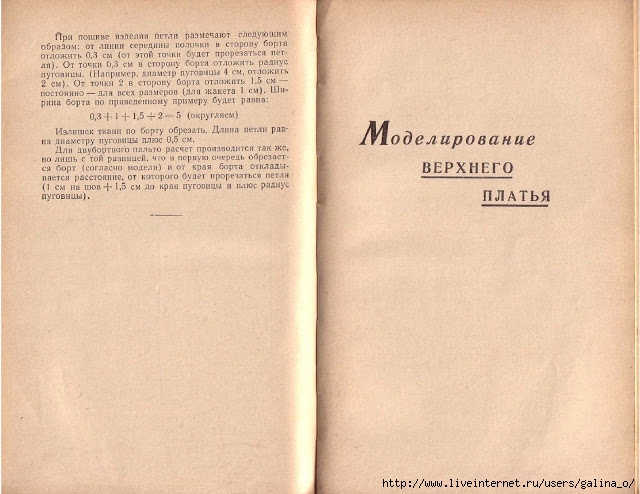 При пошиве изделия петли размечают следующим
образом: от линии середины полочки в сторону борта
отложить 0,3 см (от этой точки будет прорезаться пет-
ля). От точки 0,3 см в сторону борта отложить радиус
пуговицы. (Например, диаметр пуговицы 4 см, отложить
2 см). От точки 2 в сторону борта отложить 1,5 см —
постоянно — для всех размеров (для жакета 1 см). Ши-
рина борта по приведенному примеру будет равна:
0,3 + 1 + 1,5 + 2 = 5 (округляем)
Излишек ткани по борту обрезать. Длина петли рав-
на диаметру пуговицы плюс 0,5 см.
Для двубортного пальто расчет производится так же,
но лишь с той разницей, что в первую очередь обрезает-
ся борт (согласно модели) и от края борта откллады-
вается расстояние, от которого будет прорезаться петля
(1 см на шов + 1,5 см до края пуговицы и плюс радиус
пуговицы).
Моделирование
ВЕРХНЕГО
ПЛАТЬЯ
http://www.liveinternet.ru/users/galina_o/